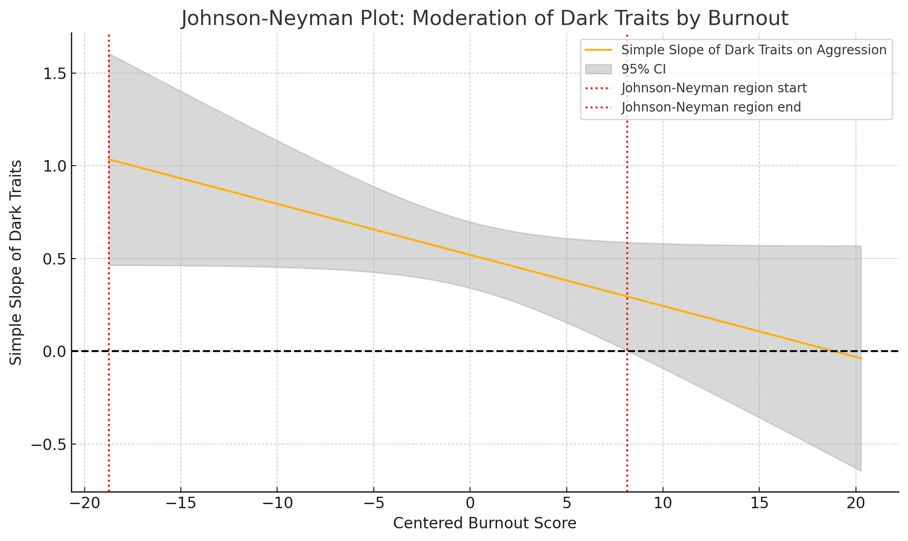 Johnson-Neyman Plot: Moderation of Dark Traits by Burnout
Simple Slope of Dark Traits on Aggression
95% CI
Johnson-Neyman region start
Johnson-Neyman region end
Simple Slope of Dark Traits
1.5
1.0
0.5
0.0
−0.5
−20
−15
−10
−5
0
5
10
15
20
Centered Burnout Score